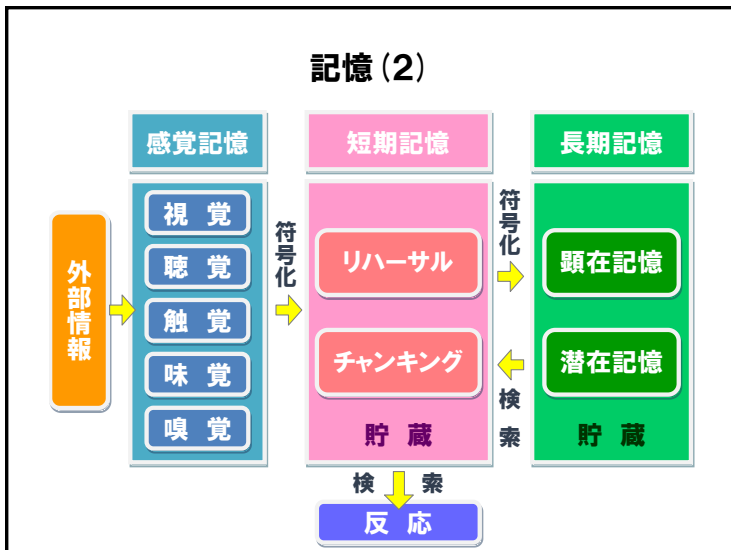 記憶(2)
感覚記憶
短期記憶
長期記憶
外部情報
視 覚
聴 覚
触 覚
味 覚
嗅 覚
符号化
リハーサル
チャンキング
貯 蔵
符号化
検索
顕在記憶
潜在記憶
貯 蔵
検 索
反 応